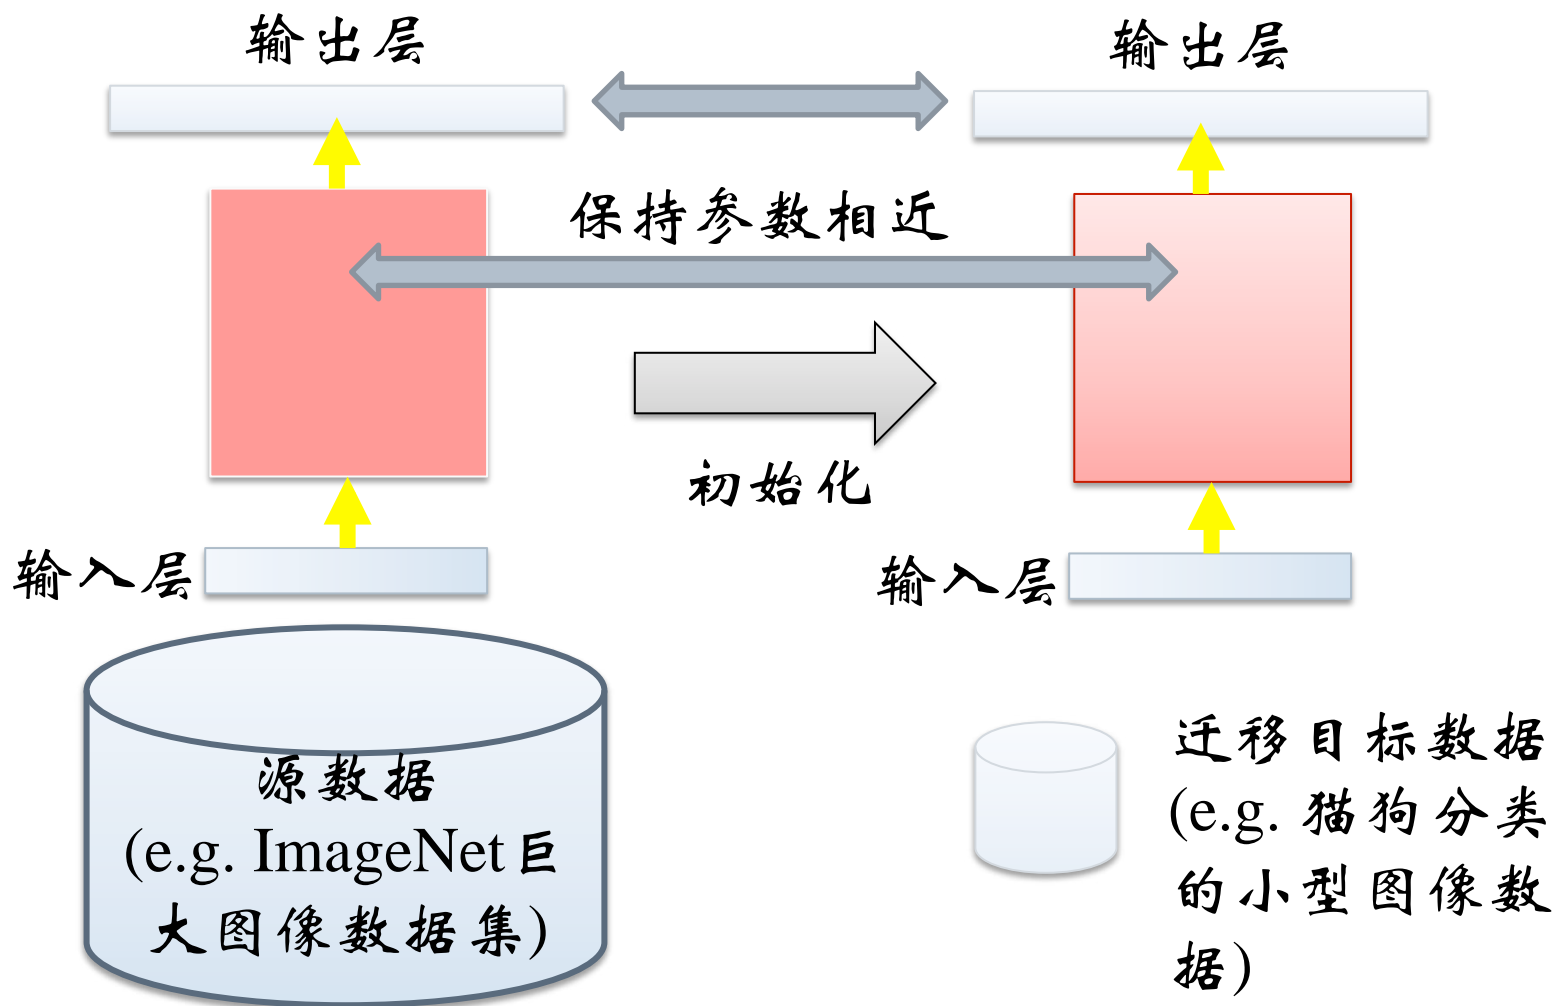 输出层
输出层
保持参数相近
初始化
输入层
输入层
源数据
(e.g. ImageNet巨
大图像数据集)
迁移目标数据
(e.g. 猫狗分类
的小型图像数
据)